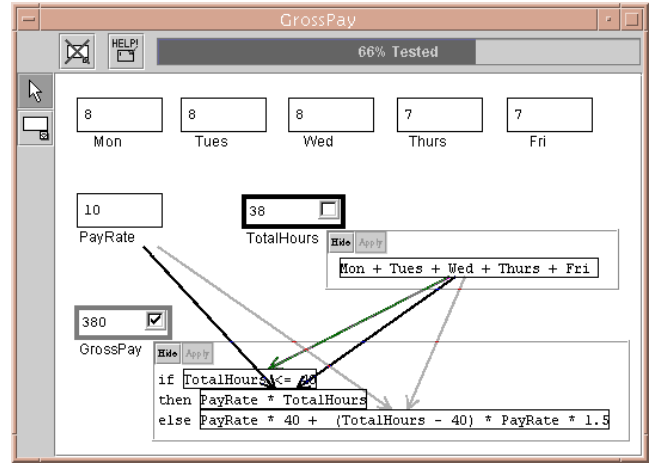 GrossPay
HELP!
66% Tested
8 8 8 7 7
Mon Tues Wed Thurs Fri
10 38
PayRate TotalHours
Hide Apply
Mon + Tues + Wed + Thurs + Fri
380
GrossPay
Hide Apply
if TotalHours <= 40
then PayRate * TotalHours
else PayRate * 40 + (TotalHours - 40) * PayRate * 1.5